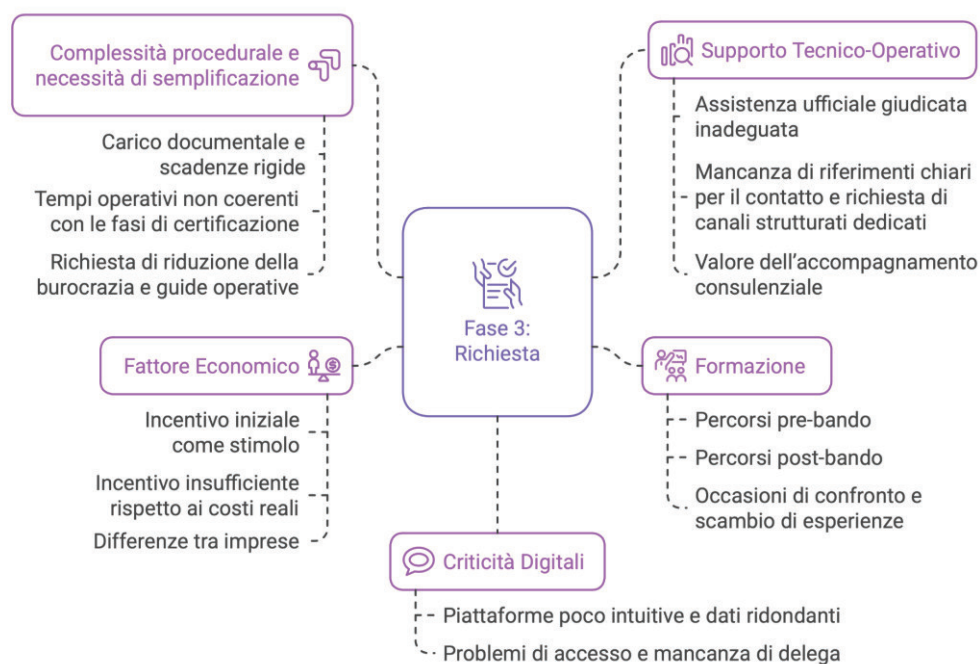 Complessità procedurale e
necessità di semplificazione
Carico documentale e
scadenze rigide
Tempi operativi non coerenti
con le fasi di certificazione
Richiesta di riduzione della
burocrazia e guide operative
Supporto Tecnico-Operativo
Assistenza ufficiale giudicata
inadeguata
Mancanza di riferimenti chiari
per il contatto e richiesta di
canali strutturati dedicati
Valore dell'accompagnamento
consulenziale
Fase 3:
Richiesta
Fattore Economico
Incentivo iniziale
come stimolo
Incentivo insufficiente
rispetto ai costi reali
Differenze tra imprese
Formazione
Percorsi pre-bando
Percorsi post-bando
Occasioni di confronto e
scambio di esperienze
Criticità Digitali
Piattaforme poco intuitive e dati ridondanti
Problemi di accesso e mancanza di delega